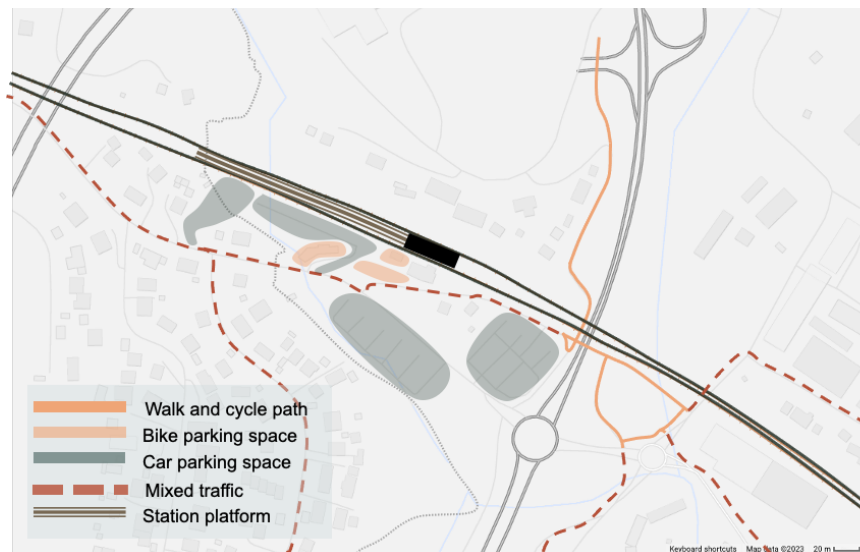 Walk and cycle path
Bike parking space
Car parking space
Mixed traffic
Station platform
Keyboard shortcuts Map data ©2023 20 m